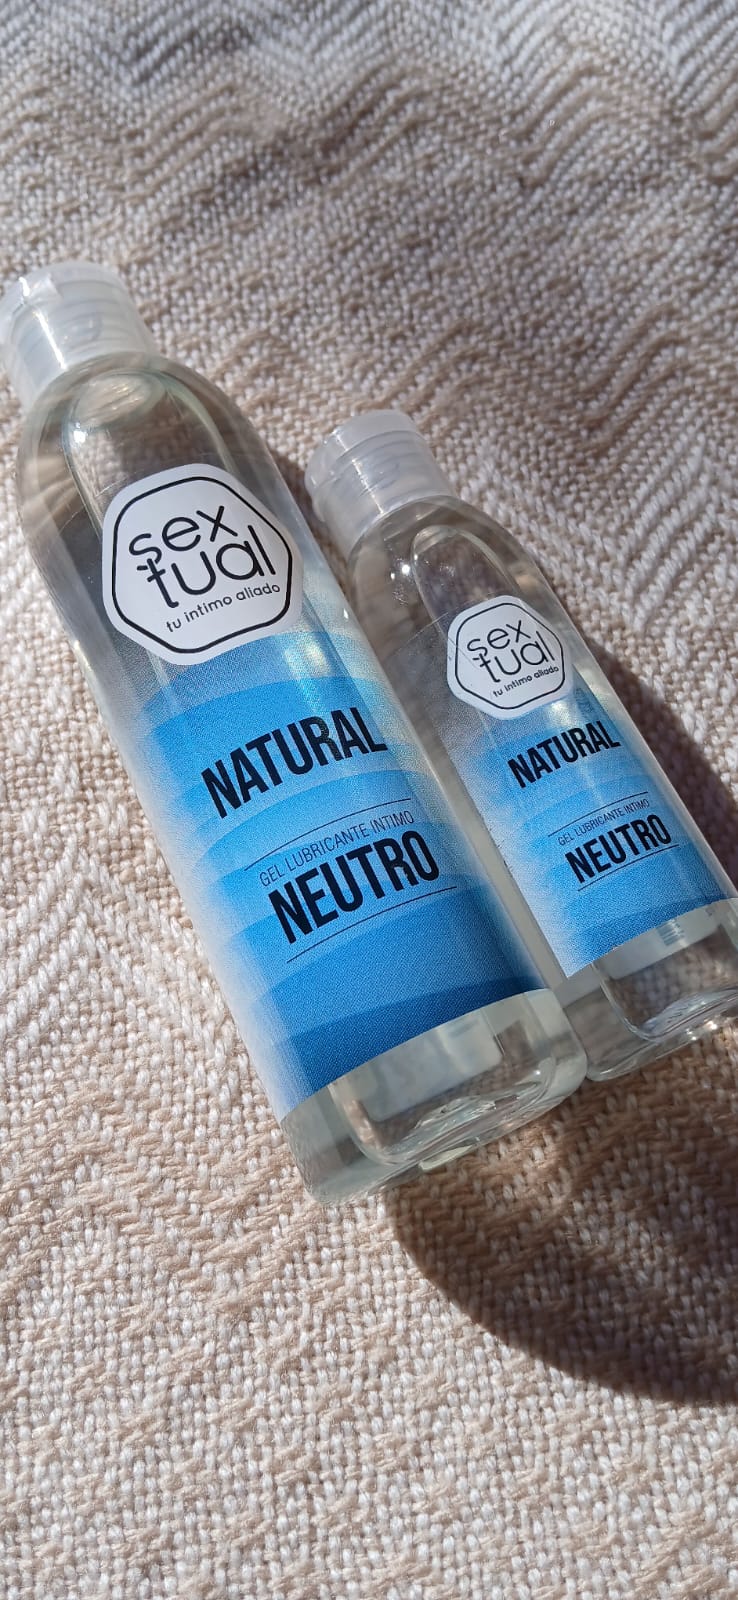 sex
tual
tu intimo aliado
NATURAL
GEL LUBRICANTE INTIMO
NEUTRO
sex
tual
tu intimo aliado
NATURAL
GEL LUBRICANTE INTIMO
NEUTRO